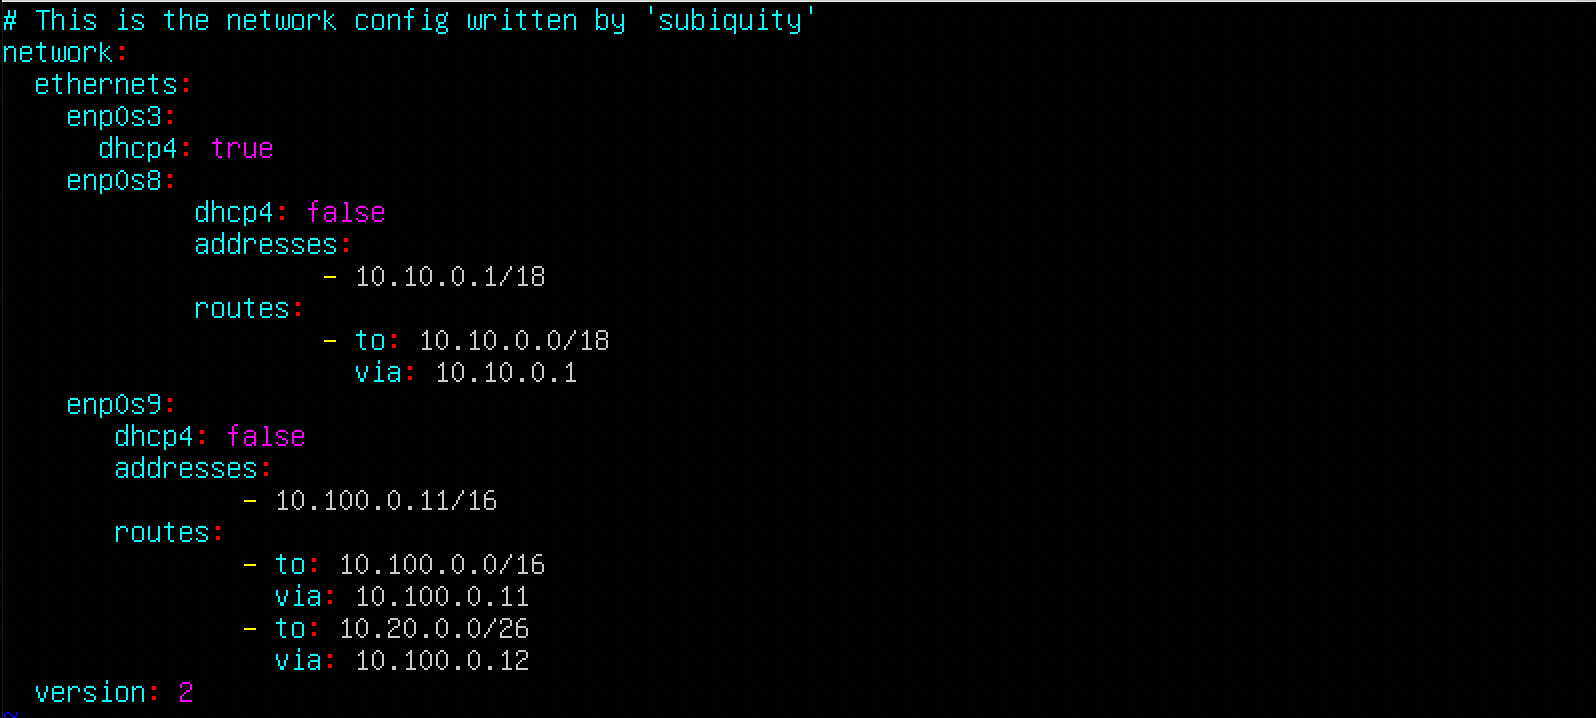 # This is the network config written by 'subiquity'
network:
  ethernets:
    enp0s3:
      dhcp4: true
    enp0s8:
            dhcp4: false
            addresses:
                    - 10.10.0.1/18
            routes:
                    - to: 10.10.0.0/18
                      via: 10.10.0.1
    enp0s9:
       dhcp4: false
       addresses:
               - 10.100.0.11/16
       routes:
               - to: 10.100.0.0/16
                 via: 10.100.0.11
               - to: 10.20.0.0/26
                 via: 10.100.0.12
  version: 2
~